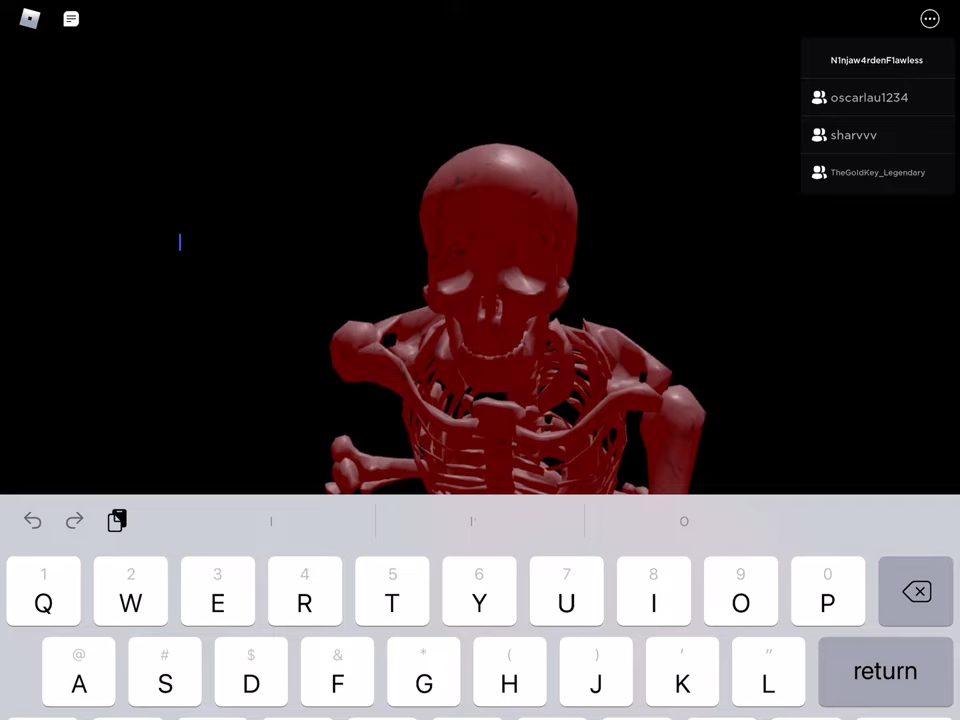 N1njaw4rdenF1awless
oscarlau1234
sharvvv
TheGoldKey_Legendary
I I' O
1 2 3 4 5 6 7 8 9 0
Q W E R T Y U I O P
@ # $ & * ( ) ' "
A S D F G H J K L return